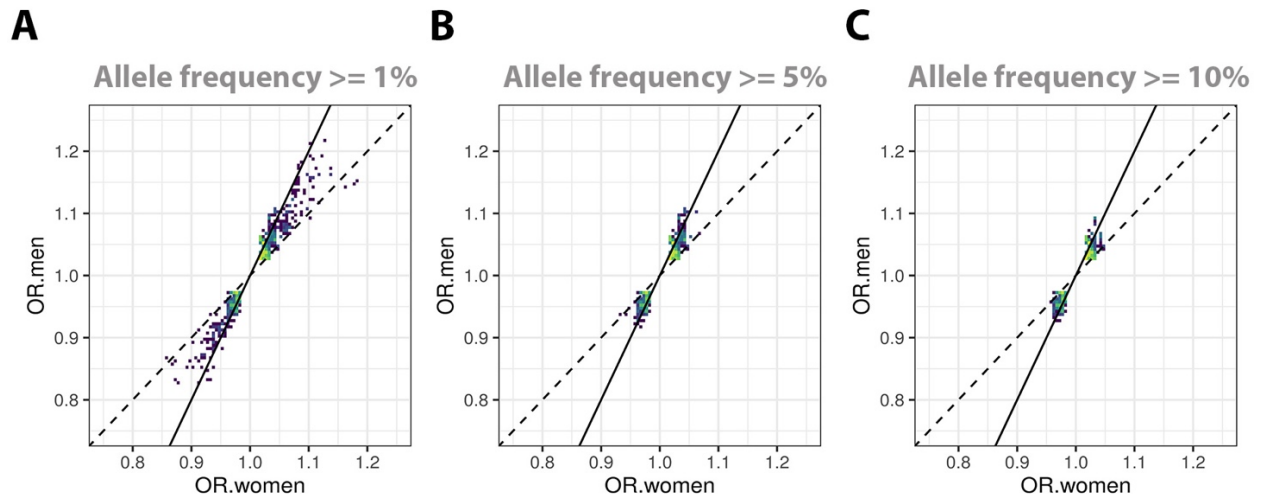 A
B
C
Allele frequency >= 1%
Allele frequency >= 5%
Allele frequency >= 10%
OR.men
1.2
1.1
1.0
0.9
0.8
0.8 0.9 1.0 1.1 1.2
OR.women
OR.men
1.2
1.1
1.0
0.9
0.8
0.8 0.9 1.0 1.1 1.2
OR.women
OR.men
1.2
1.1
1.0
0.9
0.8
0.8 0.9 1.0 1.1 1.2
OR.women